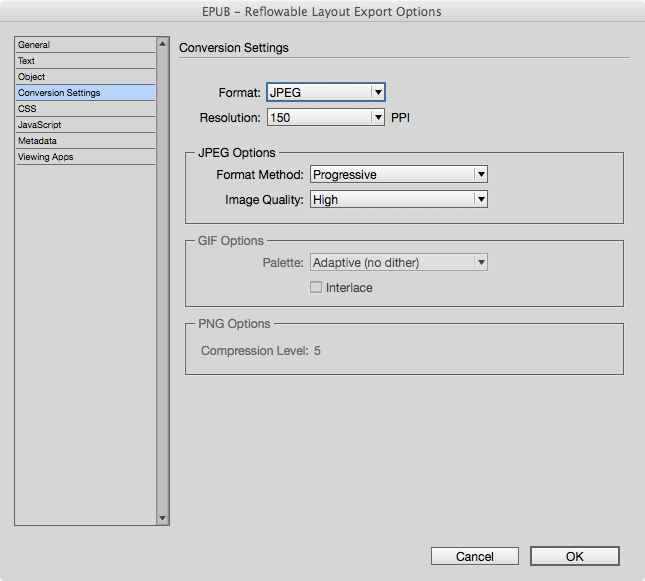 EPUB – Reflowable Layout Export Options
General
Text
Object
Conversion Settings
CSS
JavaScript
Metadata
Viewing Apps
Conversion Settings
Format: JPEG
Resolution: 150 PPI
JPEG Options
Format Method: Progressive
Image Quality: High
GIF Options
Palette: Adaptive (no dither)
Interlace
PNG Options
Compression Level: 5
Cancel OK